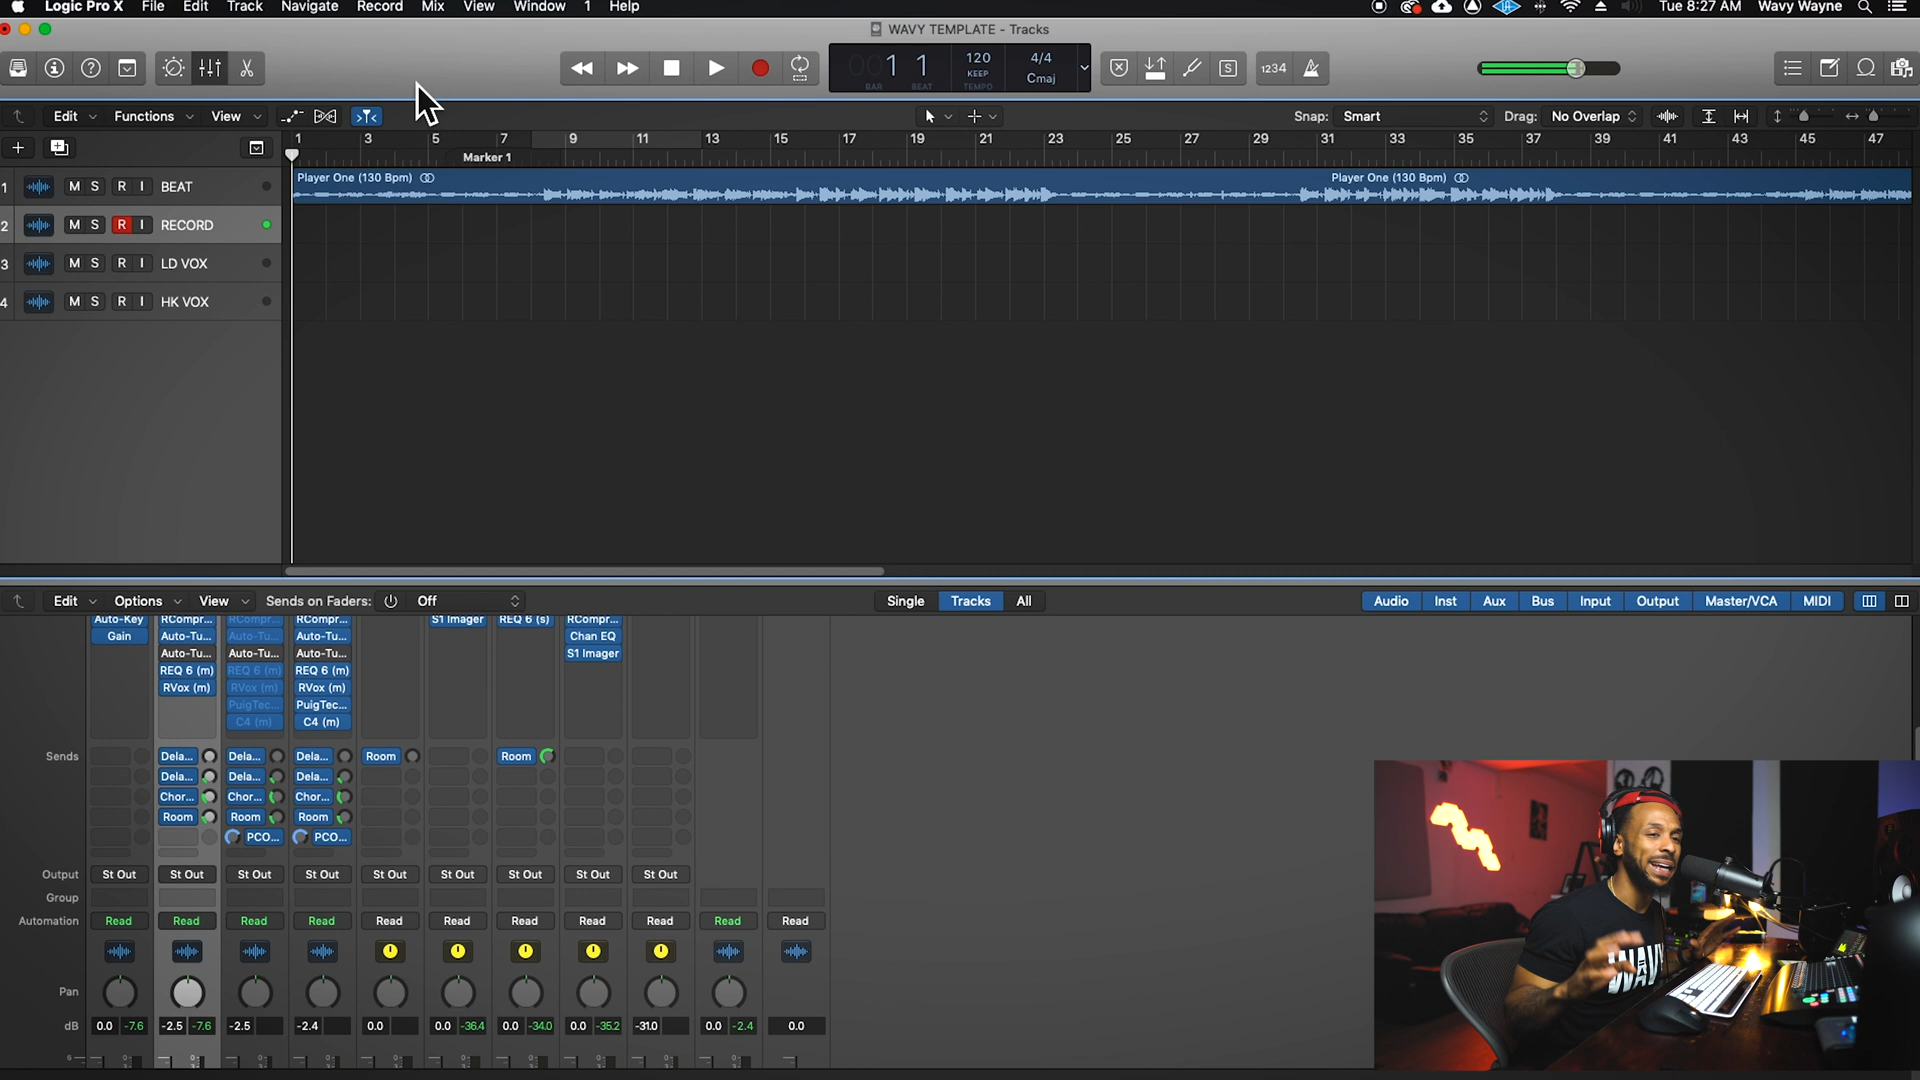 Logic Pro X File Edit Track Navigate Record Mix View Window 1 Help Tue 8:27 AM Wavy Wayne
WAVY TEMPLATE - Tracks
1 1 120 4/4
KEEP Cmaj 1234
BAR BEAT TEMPO
Edit Functions View Snap: Smart Drag: No Overlap
1 3 5 7 9 11 13 15 17 19 21 23 25 27 29 31 33 35 37 39 41 43 45 47
Marker 1
Player One (130 Bpm) Player One (130 Bpm)
1 M S R I BEAT
2 M S R I RECORD
3 M S R I LD VOX
4 M S R I HK VOX
Edit Options View Sends on Faders: Off Single Tracks All Audio Inst Aux Bus Input Output Master/VCA MIDI
Auto-Key RCompr... RCompr... RCompr... S1 Imager REQ 6 (s) RCompr...
Gain Auto-Tu... Auto-Tu... Auto-Tu... Chan EQ
Auto-Tu... Auto-Tu... Auto-Tu... S1 Imager
REQ 6 (m) REQ 6 (m) REQ 6 (m)
RVox (m) RVox (m) RVox (m)
PuigTec... PuigTec...
C4 (m) C4 (m)
Sends Dela... Dela... Dela... Room Room
Dela... Dela... Dela...
Chor... Chor... Chor...
Room Room Room
PCO... PCO...
Output St Out St Out St Out St Out St Out St Out St Out St Out St Out
Group
Automation Read Read Read Read Read Read Read Read Read Read Read
Pan
dB 0.0 -7.6 -2.5 -7.6 -2.5 -2.4 0.0 0.0 -36.4 0.0 -34.0 0.0 -35.2 -31.0 0.0 -2.4 0.0
WAVY